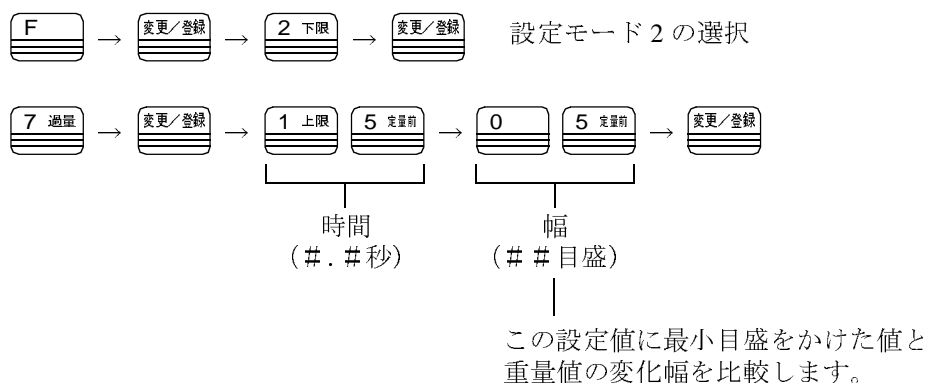 F → 変更／登録 → 2 下限 → 変更／登録 設定モード 2 の選択
7 過量 → 変更／登録 → 1 上限 5 定量前 → 0 5 定量前 → 変更／登録
時間 幅
(＃.＃秒) (＃＃目盛)
この設定値に最小目盛をかけた値と
重量値の変化幅を比較します。